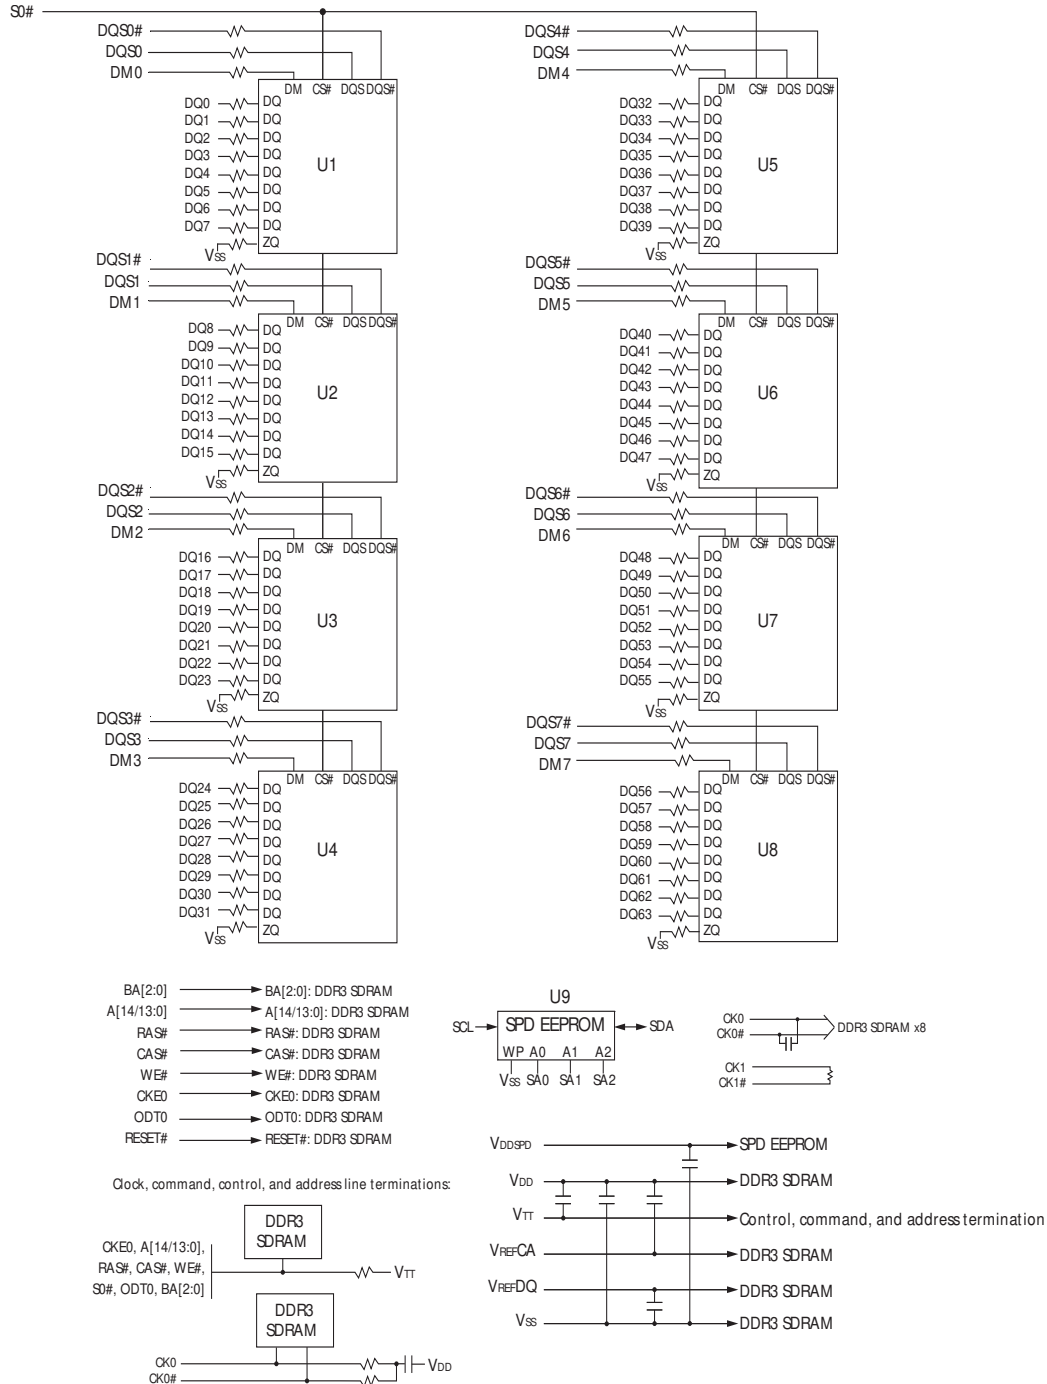 S0#
DQS0#
DQS0
DM0
DM CS# DQS DQS#
DQ0 DQ
DQ1 DQ
DQ2 DQ
DQ3 DQ
DQ4 DQ
DQ5 DQ
DQ6 DQ
DQ7 DQ
VSS ZQ
U1
DQS1#
DQS1
DM1
DM CS# DQS DQS#
DQ8 DQ
DQ9 DQ
DQ10 DQ
DQ11 DQ
DQ12 DQ
DQ13 DQ
DQ14 DQ
DQ15 DQ
VSS ZQ
U2
DQS2#
DQS2
DM2
DM CS# DQS DQS#
DQ16 DQ
DQ17 DQ
DQ18 DQ
DQ19 DQ
DQ20 DQ
DQ21 DQ
DQ22 DQ
DQ23 DQ
VSS ZQ
U3
DQS3#
DQS3
DM3
DM CS# DQS DQS#
DQ24 DQ
DQ25 DQ
DQ26 DQ
DQ27 DQ
DQ28 DQ
DQ29 DQ
DQ30 DQ
DQ31 DQ
VSS ZQ
U4
DQS4#
DQS4
DM4
DM CS# DQS DQS#
DQ32 DQ
DQ33 DQ
DQ34 DQ
DQ35 DQ
DQ36 DQ
DQ37 DQ
DQ38 DQ
DQ39 DQ
VSS ZQ
U5
DQS5#
DQS5
DM5
DM CS# DQS DQS#
DQ40 DQ
DQ41 DQ
DQ42 DQ
DQ43 DQ
DQ44 DQ
DQ45 DQ
DQ46 DQ
DQ47 DQ
VSS ZQ
U6
DQS6#
DQS6
DM6
DM CS# DQS DQS#
DQ48 DQ
DQ49 DQ
DQ50 DQ
DQ51 DQ
DQ52 DQ
DQ53 DQ
DQ54 DQ
DQ55 DQ
VSS ZQ
U7
DQS7#
DQS7
DM7
DM CS# DQS DQS#
DQ56 DQ
DQ57 DQ
DQ58 DQ
DQ59 DQ
DQ60 DQ
DQ61 DQ
DQ62 DQ
DQ63 DQ
VSS ZQ
U8
BA[2:0] BA[2:0]: DDR3 SDRAM
A[14/13:0] A[14/13:0]: DDR3 SDRAM
RAS# RAS#: DDR3 SDRAM
CAS# CAS#: DDR3 SDRAM
WE# WE#: DDR3 SDRAM
CKE0 CKE0: DDR3 SDRAM
ODT0 ODT0: DDR3 SDRAM
RESET# RESET#: DDR3 SDRAM
U9
SCL SPD EEPROM SDA
WP A0 A1 A2
VSS SA0 SA1 SA2
CK0
CK0#
DDR3 SDRAM x8
CK1
CK1#
Clock, command, control, and address line terminations:
DDR3
SDRAM
CKE0, A[14/13:0],
RAS#, CAS#, WE#,
S0#, ODT0, BA[2:0]
VTT
DDR3
SDRAM
CK0
CK0#
VDD
VDDSPD SPD EEPROM
VDD DDR3 SDRAM
VTT Control, command, and address termination
VREFCA DDR3 SDRAM
VREFDQ DDR3 SDRAM
VSS DDR3 SDRAM